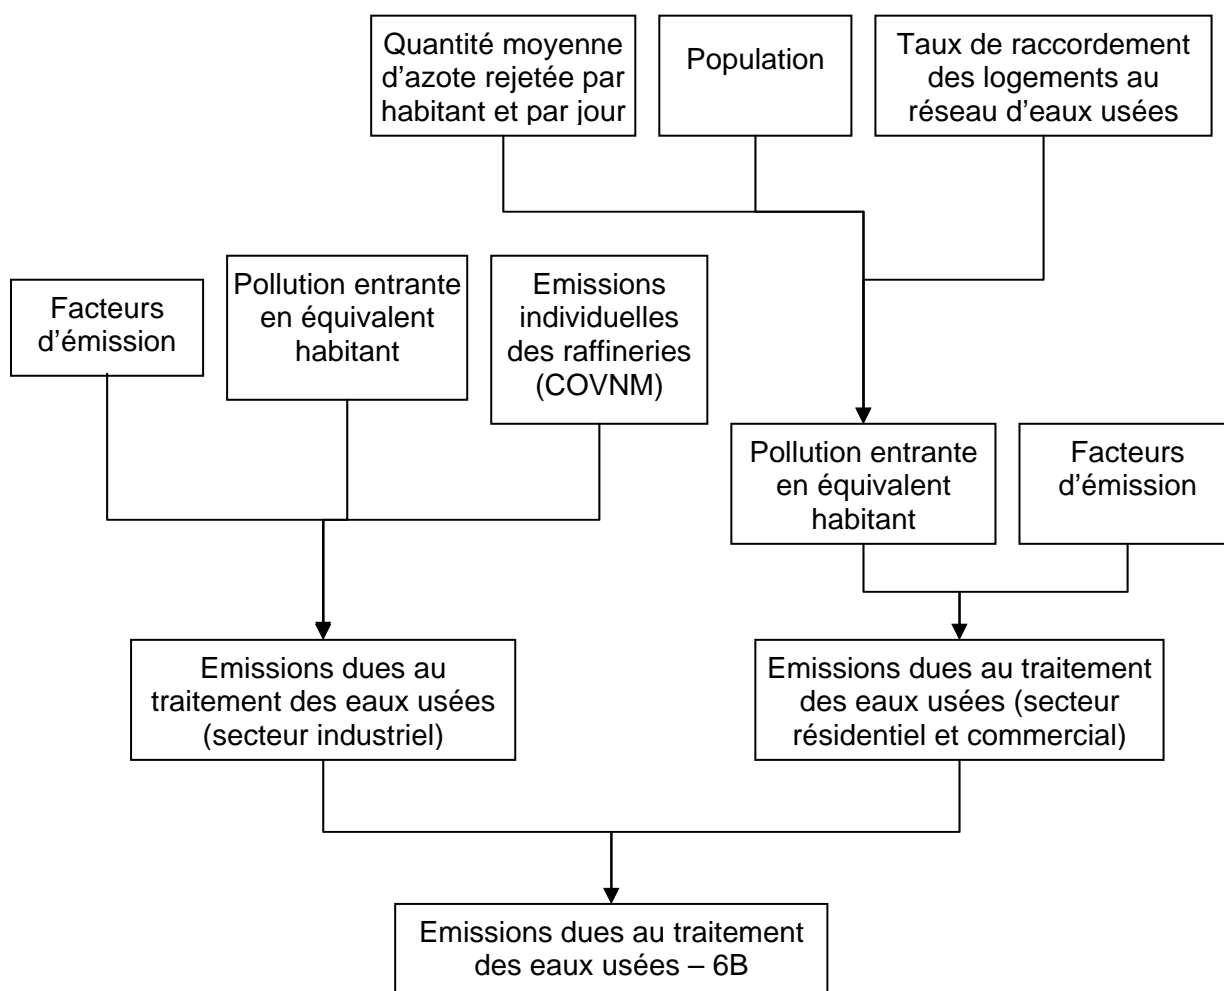 Quantité moyenne
d'azote rejetée par
habitant et par jour
Population
Taux de raccordement
des logements au
réseau d'eaux usées
Facteurs
d'émission
Pollution entrante
en équivalent
habitant
Emissions
individuelles
des raffineries
(COVNM)
Pollution entrante
en équivalent
habitant
Facteurs
d'émission
Emissions dues au
traitement des eaux usées
(secteur industriel)
Emissions dues au traitement
des eaux usées (secteur
résidentiel et commercial)
Emissions dues au traitement
des eaux usées – 6B